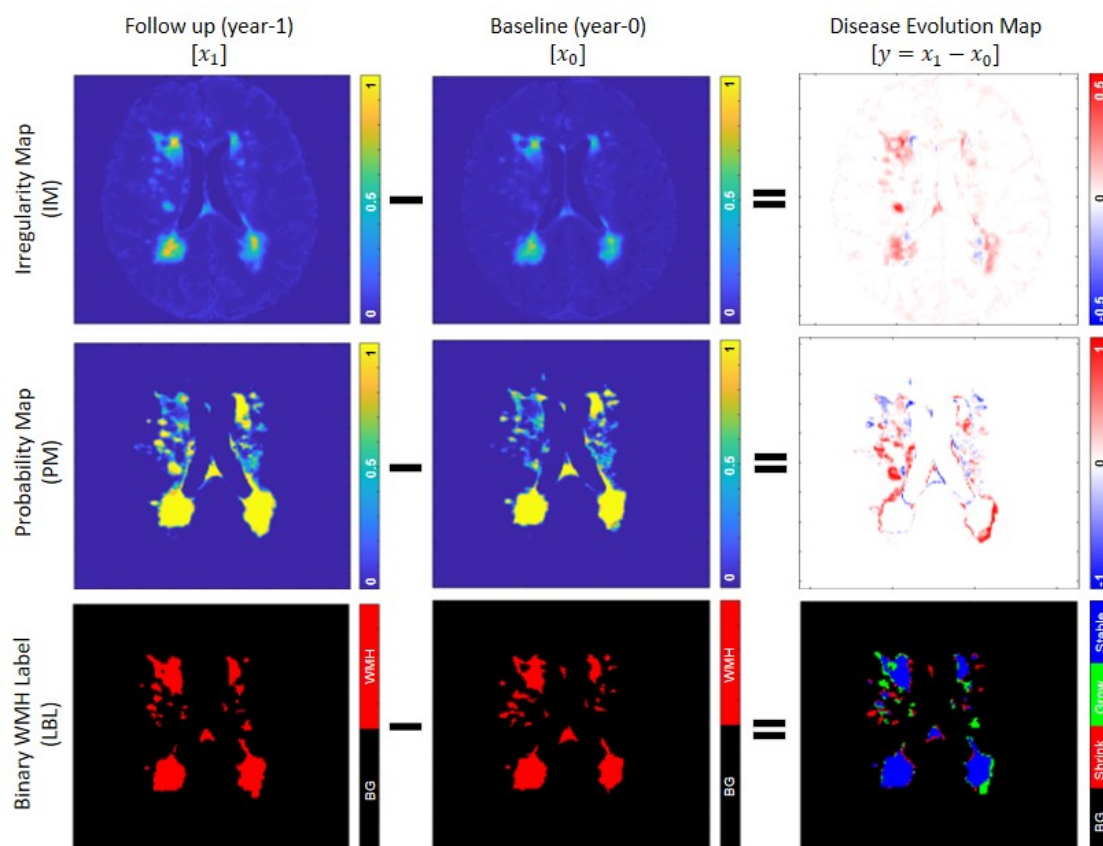 Follow up (year-1)
[x₁]
Baseline (year-0)
[x₀]
Disease Evolution Map
[y = x₁ − x₀]
Irregularity Map
(IM)
1
0.5
0
1
0.5
0
0.5
0
-0.5
Probability Map
(PM)
1
0.5
0
1
0.5
0
1
0
-1
Binary WMH Label
(LBL)
WMH
BG
WMH
BG
Stable
Grow
Shrink
BG